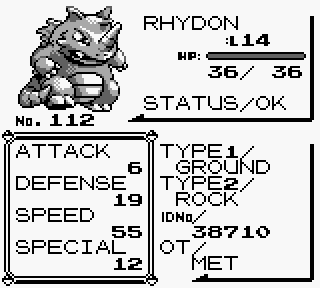 RHYDON
:L14
HP:
36/ 36
STATUS/OK
No. 112
ATTACK
6
DEFENSE
19
SPEED
55
SPECIAL
12
TYPE1/
GROUND
TYPE2/
ROCK
IDNo/
38710
OT/
MET